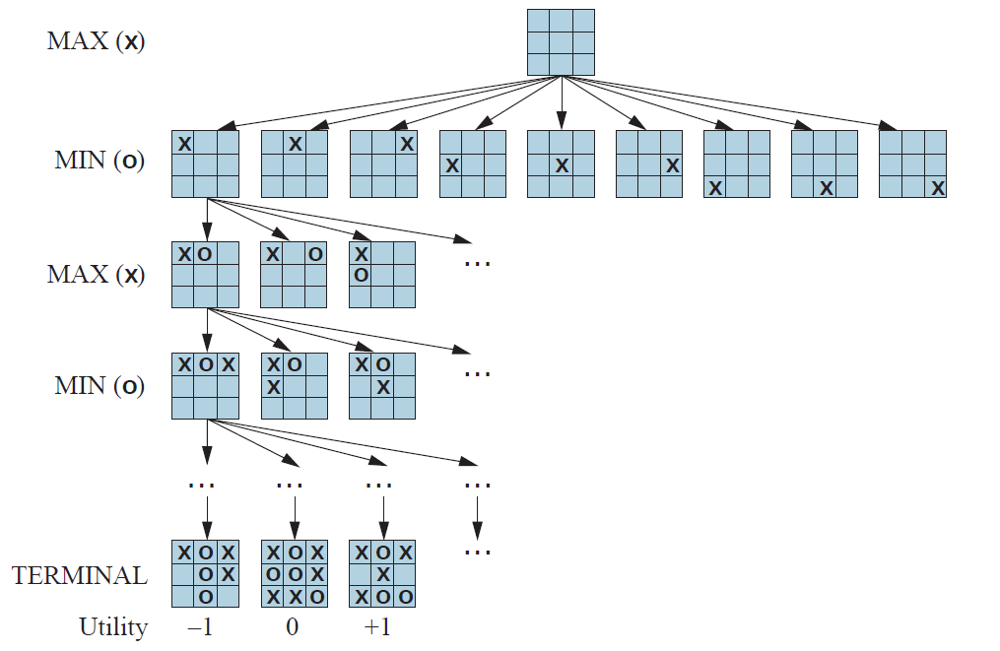 MAX (X)
X X X X X X X X X
MIN (O)
X O X O X
MAX (X) ...
O
X O X X O X O
MIN (O) ...
X X
... ... ... ...
X O X X O X X O X ...
TERMINAL O X O O X X
O X X O X O O
Utility –1 0 +1